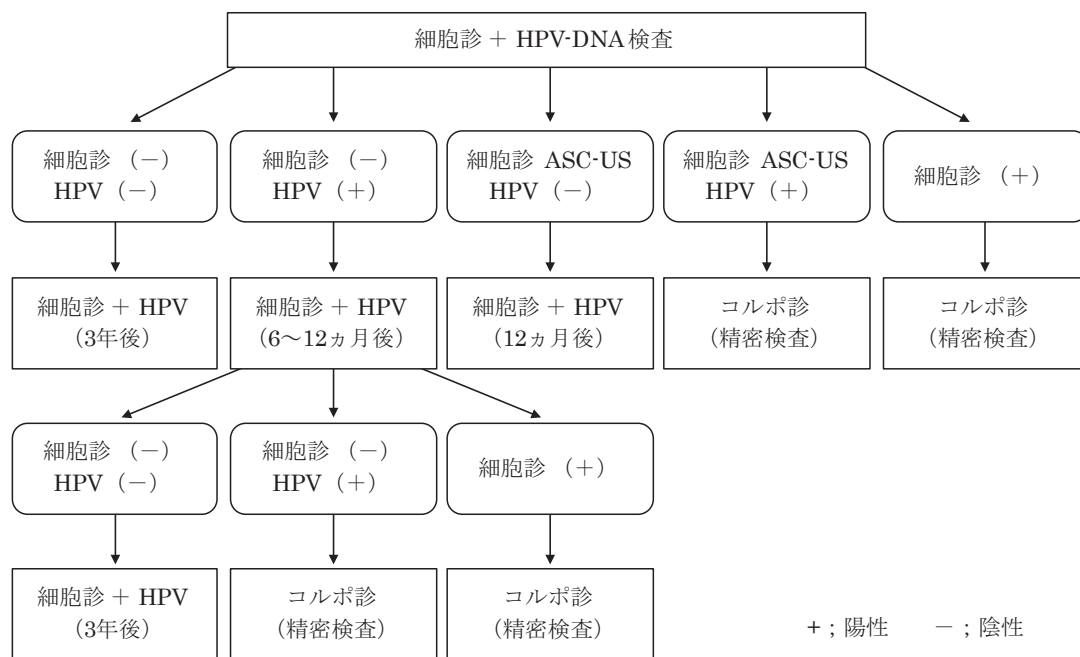 細胞診 + HPV-DNA検査
細胞診 （−）
HPV（−）
細胞診 （−）
HPV（+）
細胞診 ASC-US
HPV（−）
細胞診 ASC-US
HPV（+）
細胞診 （+）
細胞診 + HPV
（3年後）
細胞診 + HPV
（6〜12ヵ月後）
細胞診 + HPV
（12ヵ月後）
コルポ診
（精密検査）
コルポ診
（精密検査）
細胞診 （−）
HPV（−）
細胞診 （−）
HPV（+）
細胞診 （+）
細胞診 + HPV
（3年後）
コルポ診
（精密検査）
コルポ診
（精密検査）
+；陽性　−；陰性